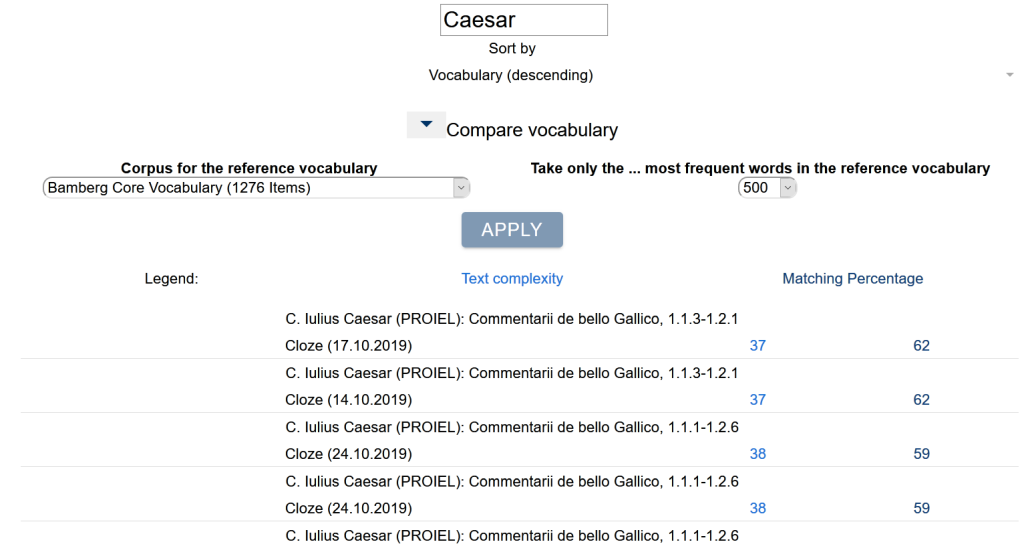 Caesar
Sort by
Vocabulary (descending)
Compare vocabulary
Corpus for the reference vocabulary
Take only the ... most frequent words in the reference vocabulary
Bamberg Core Vocabulary (1276 Items)
500
APPLY
Legend:
Text complexity
Matching Percentage
C. Iulius Caesar (PROIEL): Commentarii de bello Gallico, 1.1.3-1.2.1
Cloze (17.10.2019) 37 62
C. Iulius Caesar (PROIEL): Commentarii de bello Gallico, 1.1.3-1.2.1
Cloze (14.10.2019) 37 62
C. Iulius Caesar (PROIEL): Commentarii de bello Gallico, 1.1.1-1.2.6
Cloze (24.10.2019) 38 59
C. Iulius Caesar (PROIEL): Commentarii de bello Gallico, 1.1.1-1.2.6
Cloze (24.10.2019) 38 59
C. Iulius Caesar (PROIEL): Commentarii de bello Gallico, 1.1.1-1.2.6